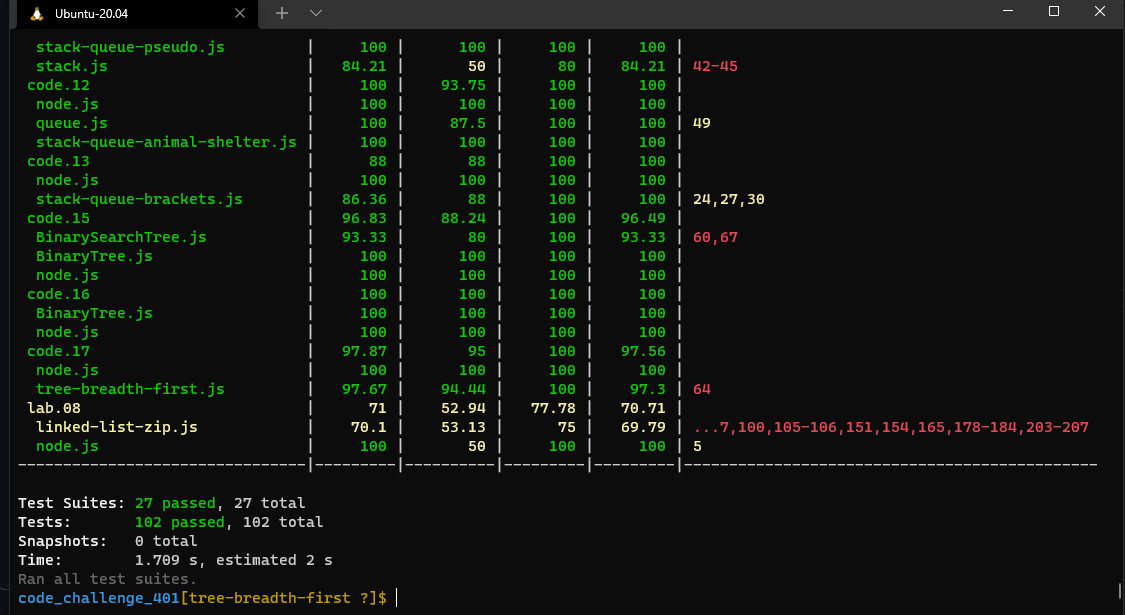 Ubuntu-20.04
stack-queue-pseudo.js | 100 | 100 | 100 | 100 |
stack.js | 84.21 | 50 | 80 | 84.21 | 42-45
code.12 | 100 | 93.75 | 100 | 100 |
node.js | 100 | 100 | 100 | 100 |
queue.js | 100 | 87.5 | 100 | 100 | 49
stack-queue-animal-shelter.js | 100 | 100 | 100 | 100 |
code.13 | 88 | 88 | 100 | 100 |
node.js | 100 | 100 | 100 | 100 |
stack-queue-brackets.js | 86.36 | 88 | 100 | 100 | 24,27,30
code.15 | 96.83 | 88.24 | 100 | 96.49 |
BinarySearchTree.js | 93.33 | 80 | 100 | 93.33 | 60,67
BinaryTree.js | 100 | 100 | 100 | 100 |
node.js | 100 | 100 | 100 | 100 |
code.16 | 100 | 100 | 100 | 100 |
BinaryTree.js | 100 | 100 | 100 | 100 |
node.js | 100 | 100 | 100 | 100 |
code.17 | 97.87 | 95 | 100 | 97.56 |
node.js | 100 | 100 | 100 | 100 |
tree-breadth-first.js | 97.67 | 94.44 | 100 | 97.3 | 64
lab.08 | 71 | 52.94 | 77.78 | 70.71 |
linked-list-zip.js | 70.1 | 53.13 | 75 | 69.79 | ...7,100,105-106,151,154,165,178-184,203-207
node.js | 100 | 50 | 100 | 100 | 5
--------------------------------|----------|----------|---------|---------|----------------------------------------------
Test Suites: 27 passed, 27 total
Tests: 102 passed, 102 total
Snapshots: 0 total
Time: 1.709 s, estimated 2 s
Ran all test suites.
code_challenge_401[tree-breadth-first ?]$